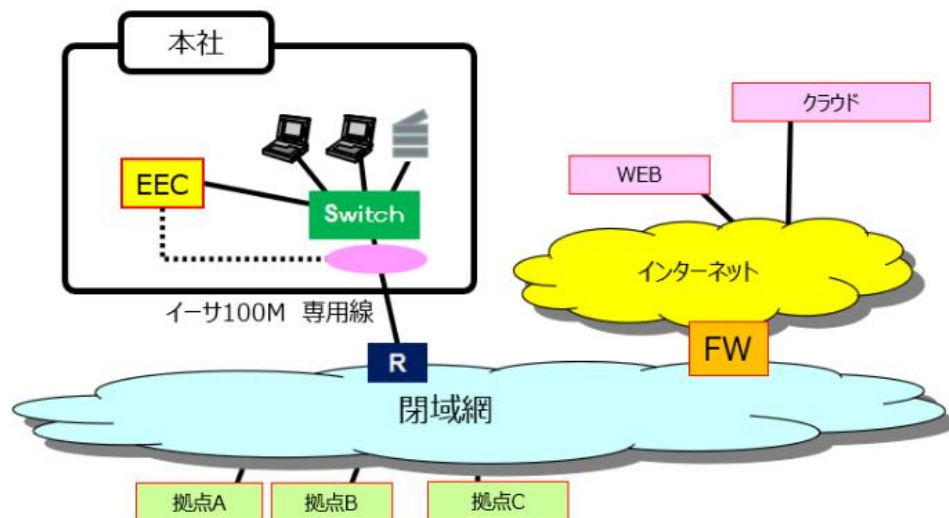 本社
クラウド
WEB
EEC
Switch
インターネット
イーサ100M 専用線
FW
R
閉域網
拠点A
拠点B
拠点C